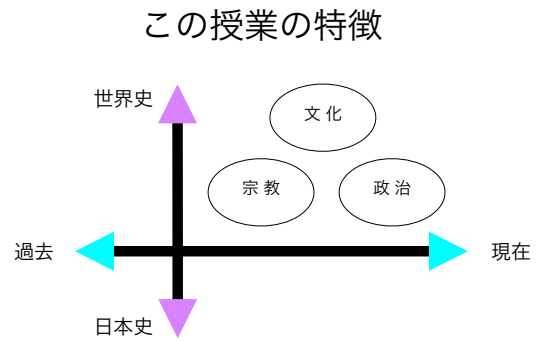 この授業の特徴
世界史
文化
宗教
政治
過去
現在
日本史